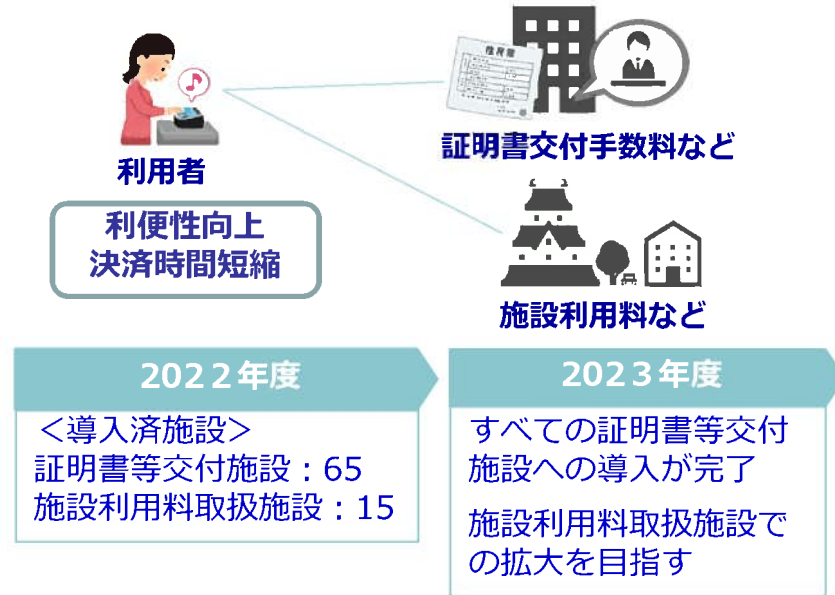 住民票
利用者
証明書交付手数料など
利便性向上
決済時間短縮
施設利用料など
2022年度
2023年度
<導入済施設>
証明書等交付施設:65
施設利用料取扱施設:15
すべての証明書等交付
施設への導入が完了
施設利用料取扱施設で
の拡大を目指す